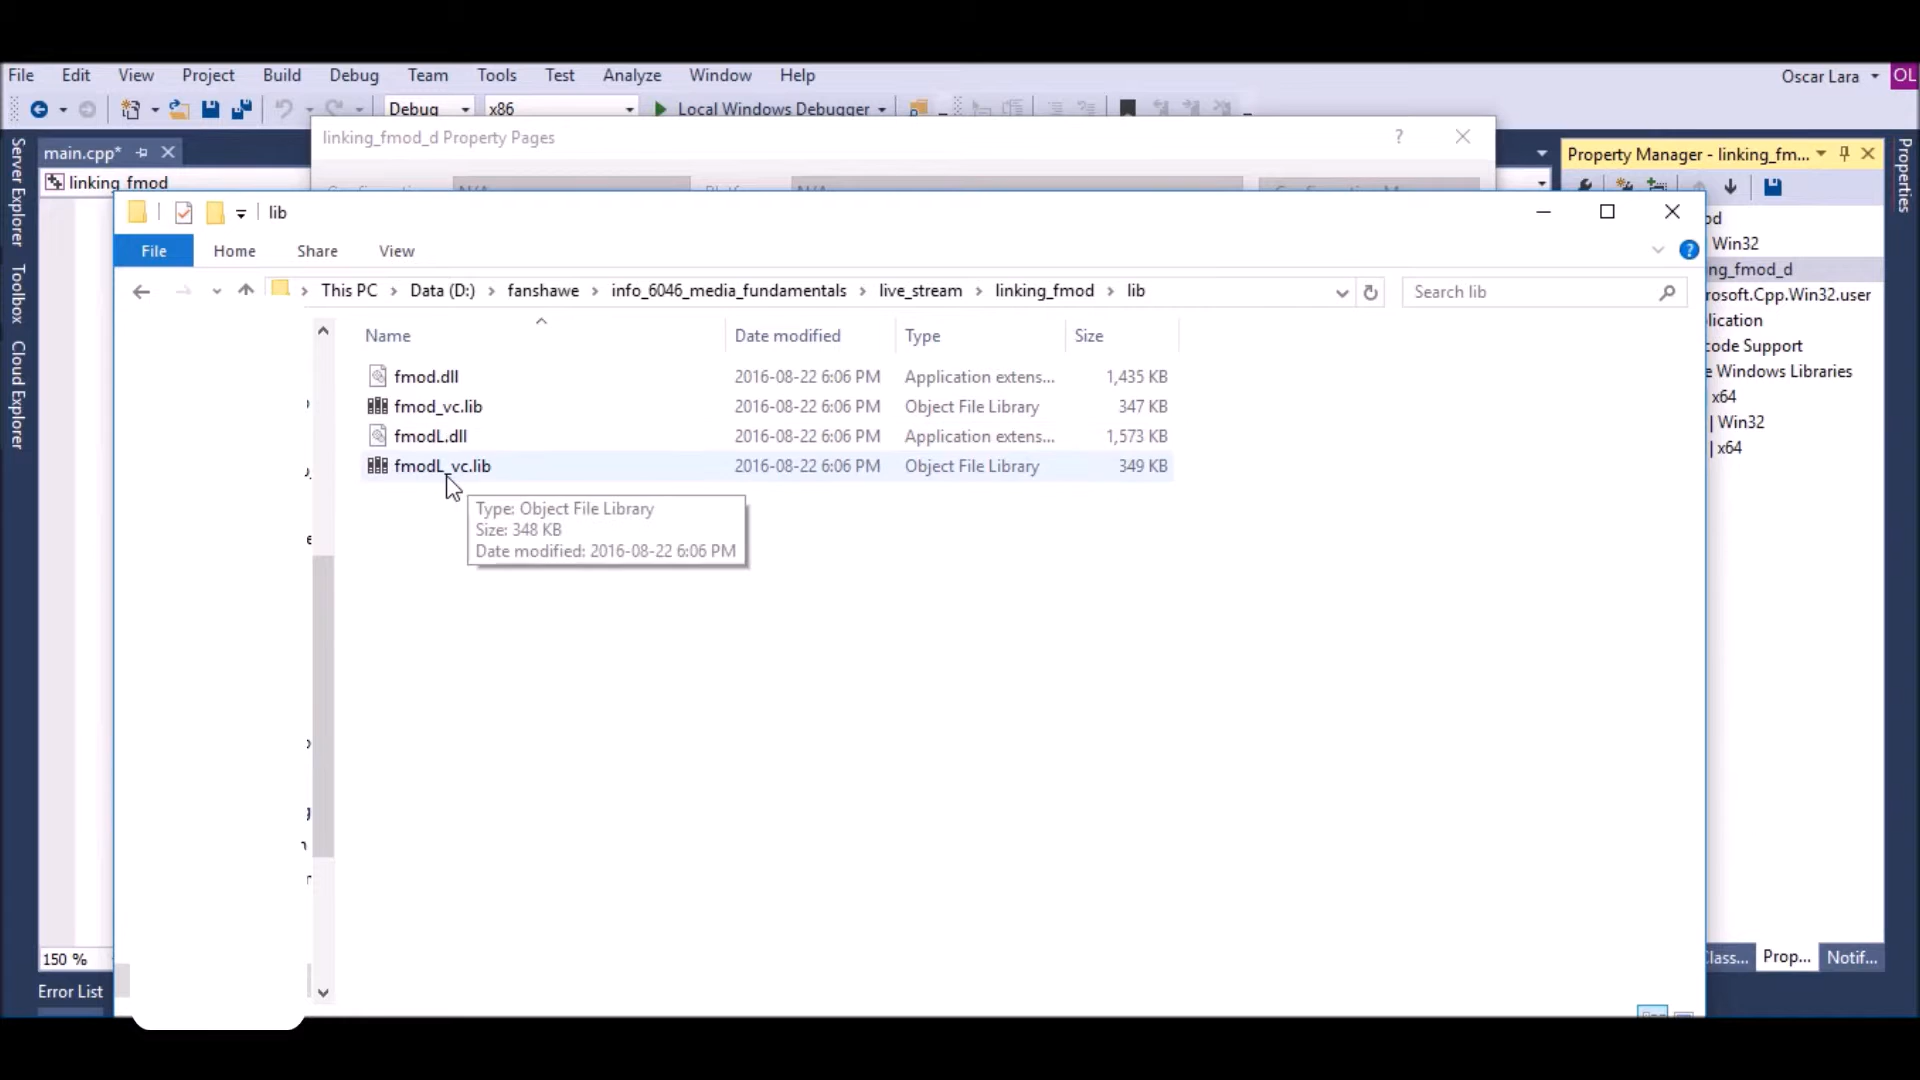 File Edit View Project Build Debug Team Tools Test Analyze Window Help Oscar Lara OL
Debug x86 Local Windows Debugger
linking_fmod_d Property Pages ?
main.cpp*
Property Manager - linking_fm...
linking_fmod
Server Explorer
Toolbox
Cloud Explorer
Properties
lib
File Home Share View ?
This PC Data (D:) fanshawe info_6046_media_fundamentals live_stream linking_fmod lib
Search lib
Name Date modified Type Size
fmod.dll 2016-08-22 6:06 PM Application extens... 1,435 KB
fmod_vc.lib 2016-08-22 6:06 PM Object File Library 347 KB
fmodL.dll 2016-08-22 6:06 PM Application extens... 1,573 KB
fmodL_vc.lib 2016-08-22 6:06 PM Object File Library 349 KB
Type: Object File Library
Size: 348 KB
Date modified: 2016-08-22 6:06 PM
od
Win32
ng_fmod_d
rosoft.Cpp.Win32.user
lication
code Support
e Windows Libraries
x64
| Win32
| x64
150 %
Class... Prop... Notif...
Error List